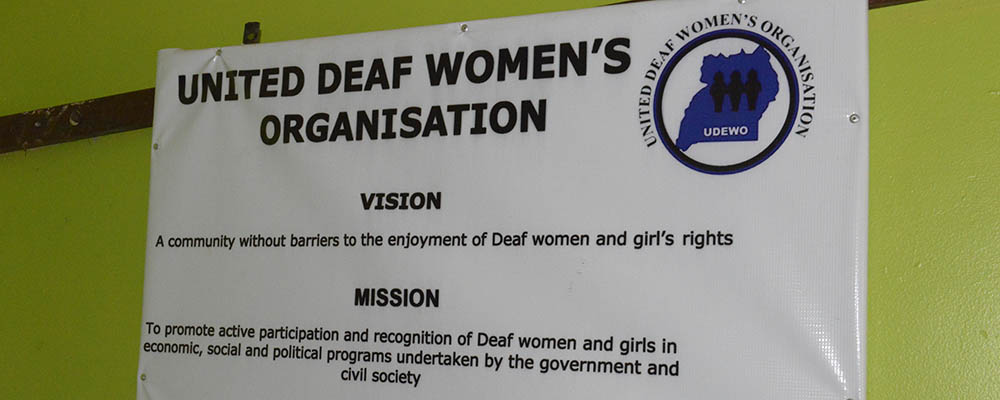 UNITED DEAF WOMEN'S
ORGANISATION
UNITED DEAF WOMEN'S ORGANISATION
UDEWO
VISION
A community without barriers to the enjoyment of Deaf women and girl's rights
MISSION
To promote active participation and recognition of Deaf women and girls in
economic, social and political programs undertaken by the government and
civil society